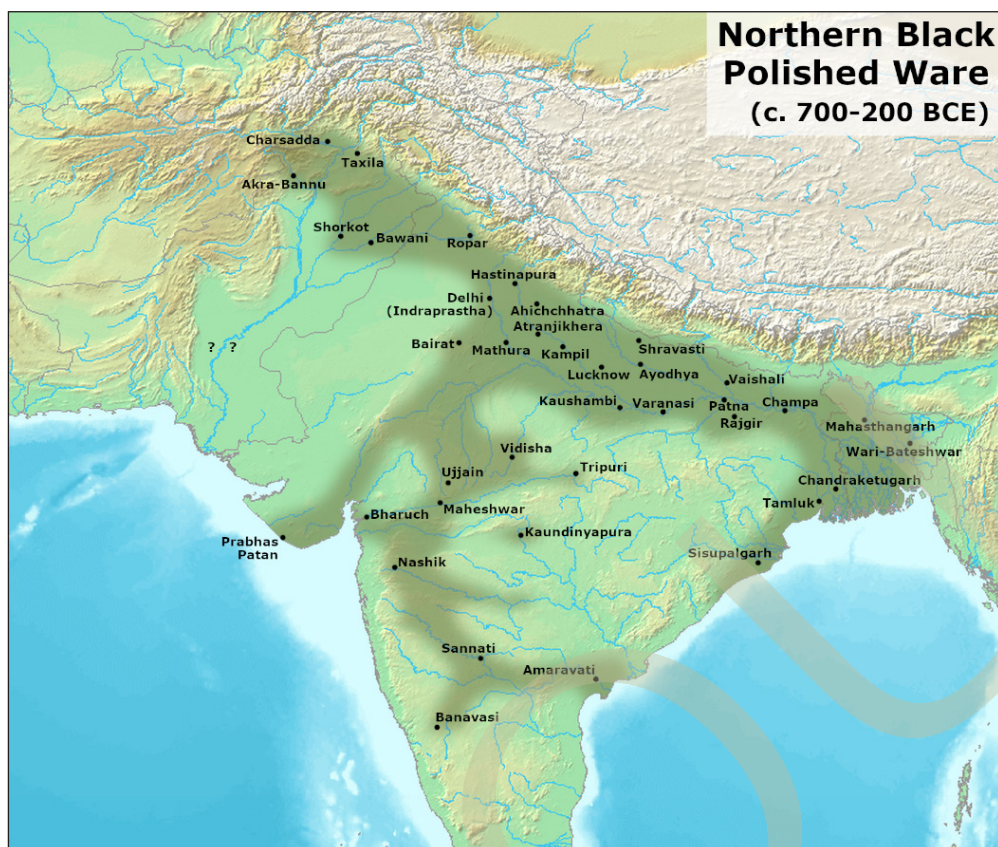 Northern Black
Polished Ware
(c. 700-200 BCE)
Charsadda
Taxila
Akra-Bannu
Shorkot
Bawani
Ropar
Hastinapura
Delhi
(Indraprastha)
Ahichchhatra
Atranjikhera
Bairat
Mathura
Kampil
Shravasti
? ?
Lucknow
Ayodhya
Vaishali
Kaushambi
Varanasi
Patna
Champa
Rajgir
Mahasthangarh
Wari-Bateshwar
Vidisha
Ujjain
Tripuri
Chandraketugarh
Tamluk
Maheshwar
Bharuch
Kaundinyapura
Prabhas
Patan
Sisupalgarh
Nashik
Sannati
Amaravati
Banavasi